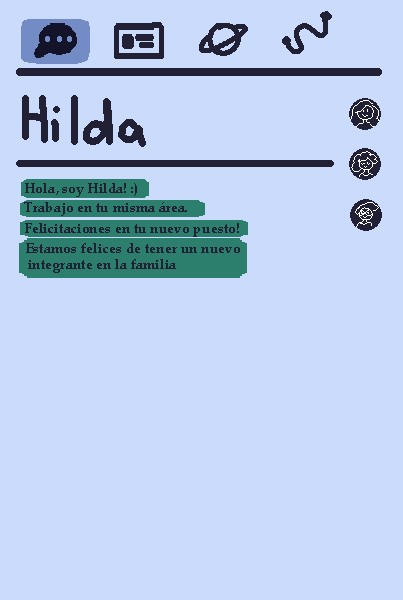 Hilda
Hola, soy Hilda! :)
Trabajo en tu misma área.
Felicitaciones en tu nuevo puesto!
Estamos felices de tener un nuevo
integrante en la familia